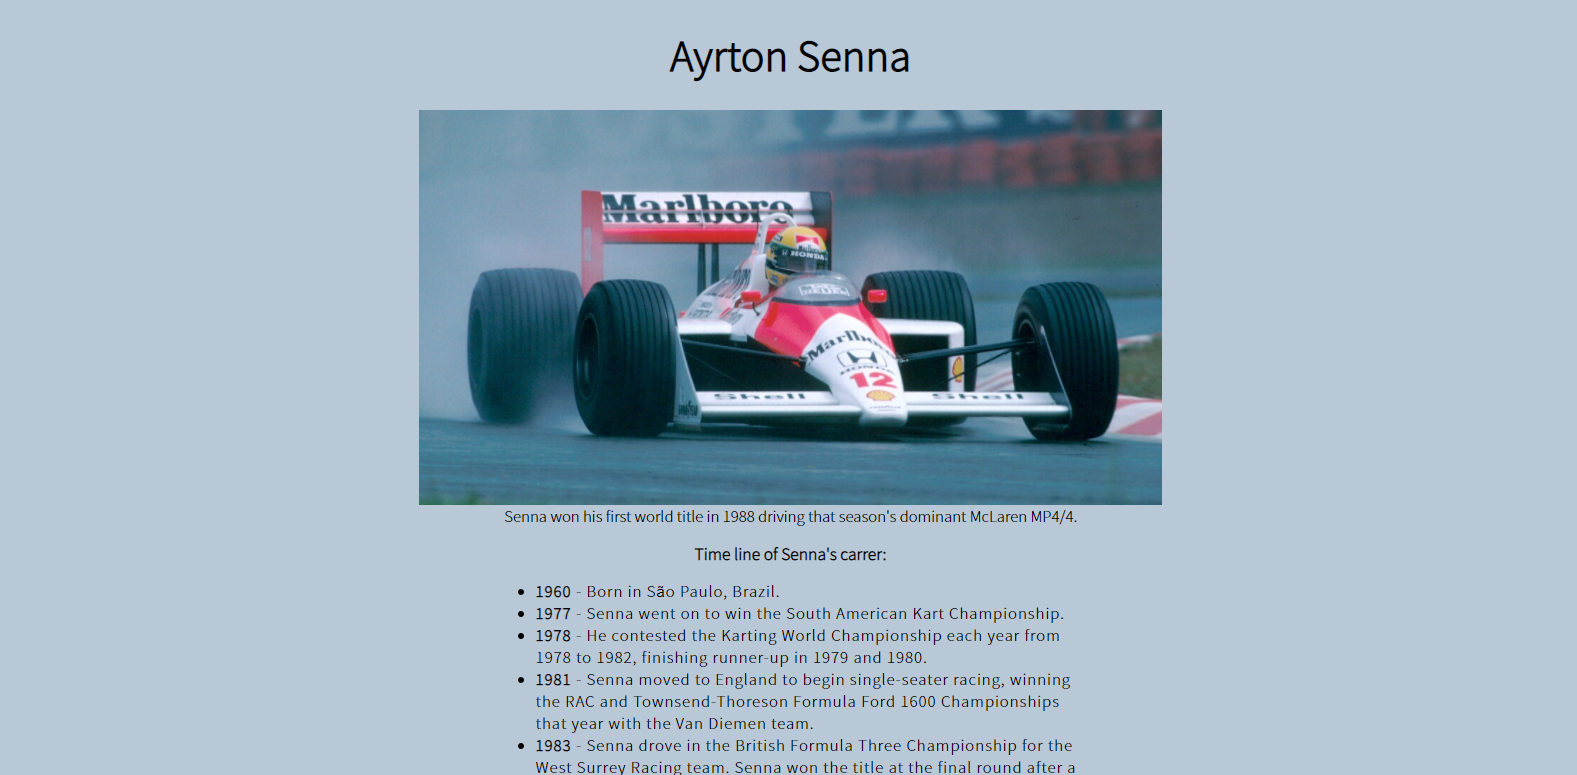 Ayrton Senna
Marlboro
HONDA
Marlboro
HONDA
12
Shell
Shell
Senna won his first world title in 1988 driving that season's dominant McLaren MP4/4.
Time line of Senna's carrer:
• 1960 - Born in São Paulo, Brazil.
• 1977 - Senna went on to win the South American Kart Championship.
• 1978 - He contested the Karting World Championship each year from
1978 to 1982, finishing runner-up in 1979 and 1980.
• 1981 - Senna moved to England to begin single-seater racing, winning
the RAC and Townsend-Thoreson Formula Ford 1600 Championships
that year with the Van Diemen team.
• 1983 - Senna drove in the British Formula Three Championship for the
West Surrey Racing team. Senna won the title at the final round after a